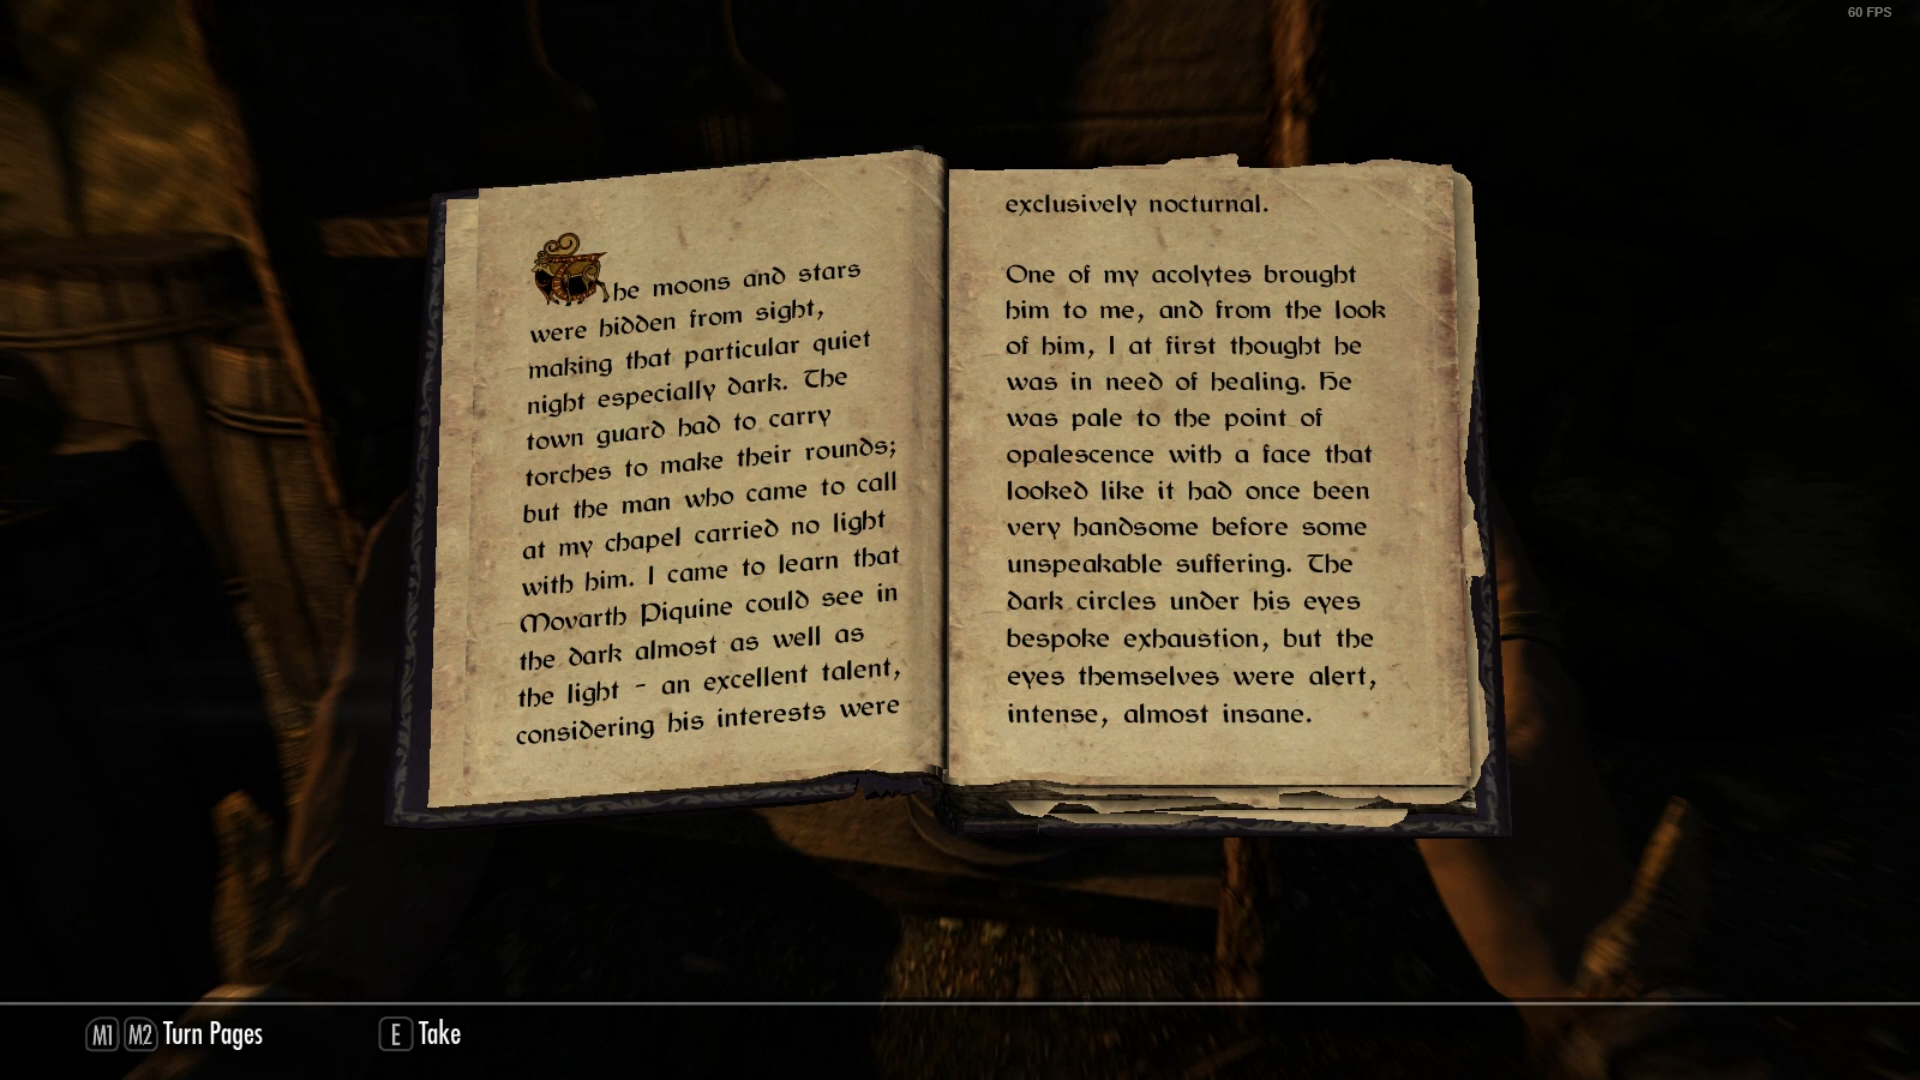 60 FPS
The moons and stars
were hidden from sight,
making that particular quiet
night especially dark. The
town guard had to carry
torches to make their rounds;
but the man who came to call
at my chapel carried no light
with him. I came to learn that
Movarth Piquine could see in
the dark almost as well as
the light - an excellent talent,
considering his interests were
exclusively nocturnal.
One of my acolytes brought
him to me, and from the look
of him, I at first thought he
was in need of healing. He
was pale to the point of
opalescence with a face that
looked like it had once been
very handsome before some
unspeakable suffering. The
dark circles under his eyes
bespoke exhaustion, but the
eyes themselves were alert,
intense, almost insane.
M1 M2 Turn Pages
E Take